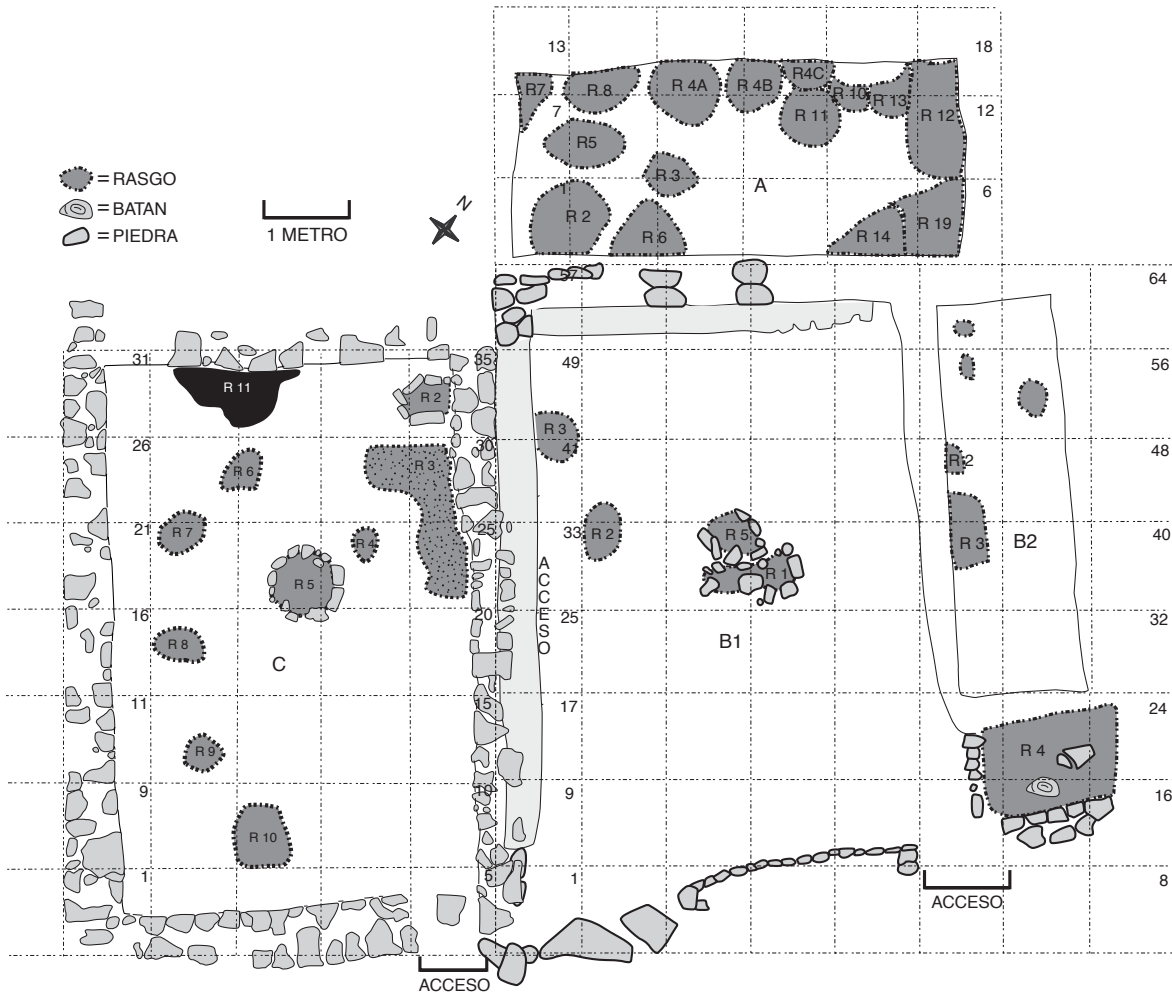 13
18
R7
R 8
R 4A
R 4B
R4C
R 10
R 13
7
R 11
R 12
12
R5
R 3
A
1
6
R 2
R 6
R 14
R 19
= RASGO
= BATAN
= PIEDRA
1 METRO
N
57
64
31
35
49
56
R 11
R 2
26
30
R 3
41
48
R 3
R 6
R 2
21
R 7
R 4
25
33
R 2
R 5
40
R 3
B2
R 5
R 1
ACCESO
16
20
25
32
R 8
C
B1
11
15
17
24
R 9
R 4
9
10
9
16
R 10
1
5
1
8
ACCESO
ACCESO